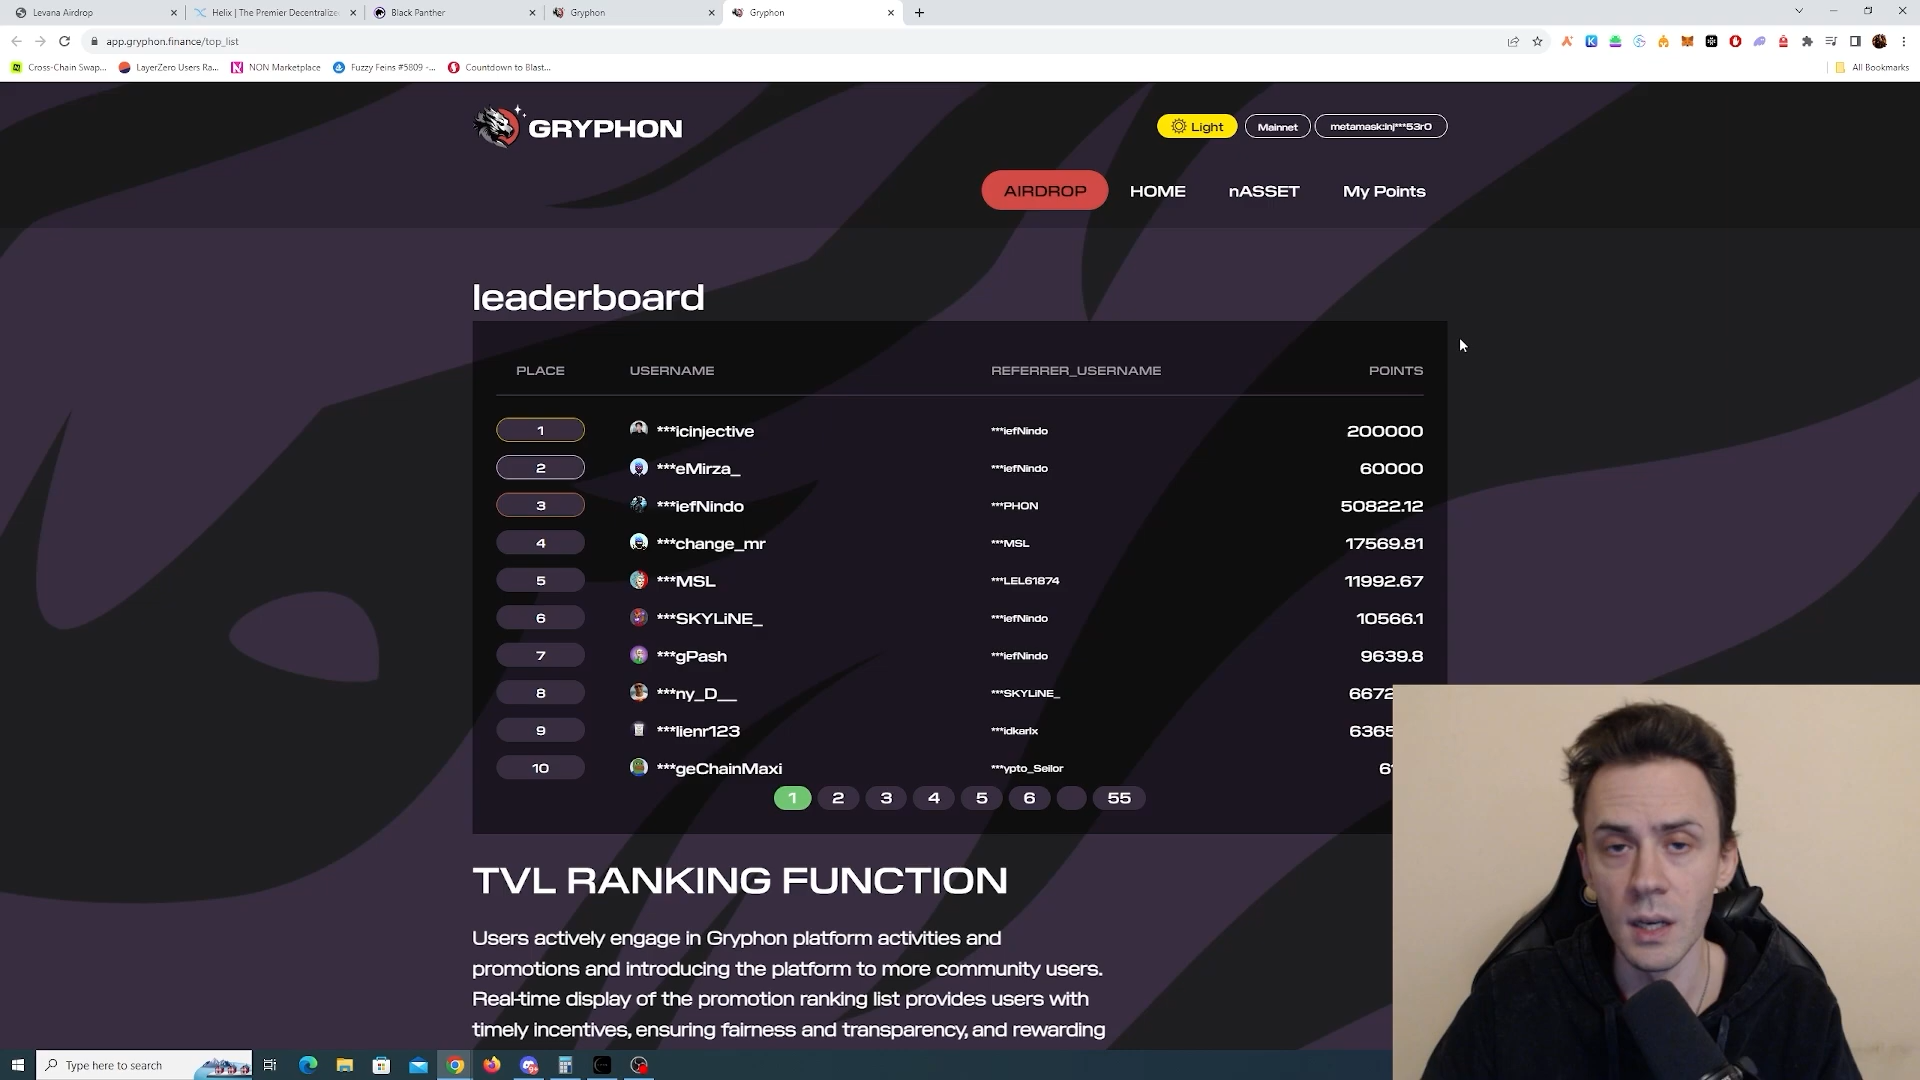 Levana Airdrop
Helix | The Premier Decentralize
Black Panther
Gryphon
Gryphon
app.gryphon.finance/top_list
Cross-Chain Swap...
LayerZero Users Ra...
NON Marketplace
Fuzzy Feins #5809 -...
Countdown to Blast...
All Bookmarks
GRYPHON
Light
Mainnet
metamask:inj***53r0
AIRDROP
HOME
nASSET
My Points
leaderboard
PLACE USERNAME REFERRER_USERNAME POINTS
1 ***icinjective ***iefNindo 200000
2 ***eMirza_ ***iefNindo 60000
3 ***iefNindo ***PHON 50822.12
4 ***change_mr ***MSL 17569.81
5 ***MSL ***LEL61874 11992.67
6 ***SKYLiNE_ ***iefNindo 10566.1
7 ***gPash ***iefNindo 9639.8
8 ***ny_D__ ***SKYLiNE_ 6672
9 ***lienr123 ***idkarlx 6365
10 ***geChainMaxi ***ypto_Seilor 61
1 2 3 4 5 6 55
TVL RANKING FUNCTION
Users actively engage in Gryphon platform activities and
promotions and introducing the platform to more community users.
Real-time display of the promotion ranking list provides users with
timely incentives, ensuring fairness and transparency, and rewarding
Type here to search